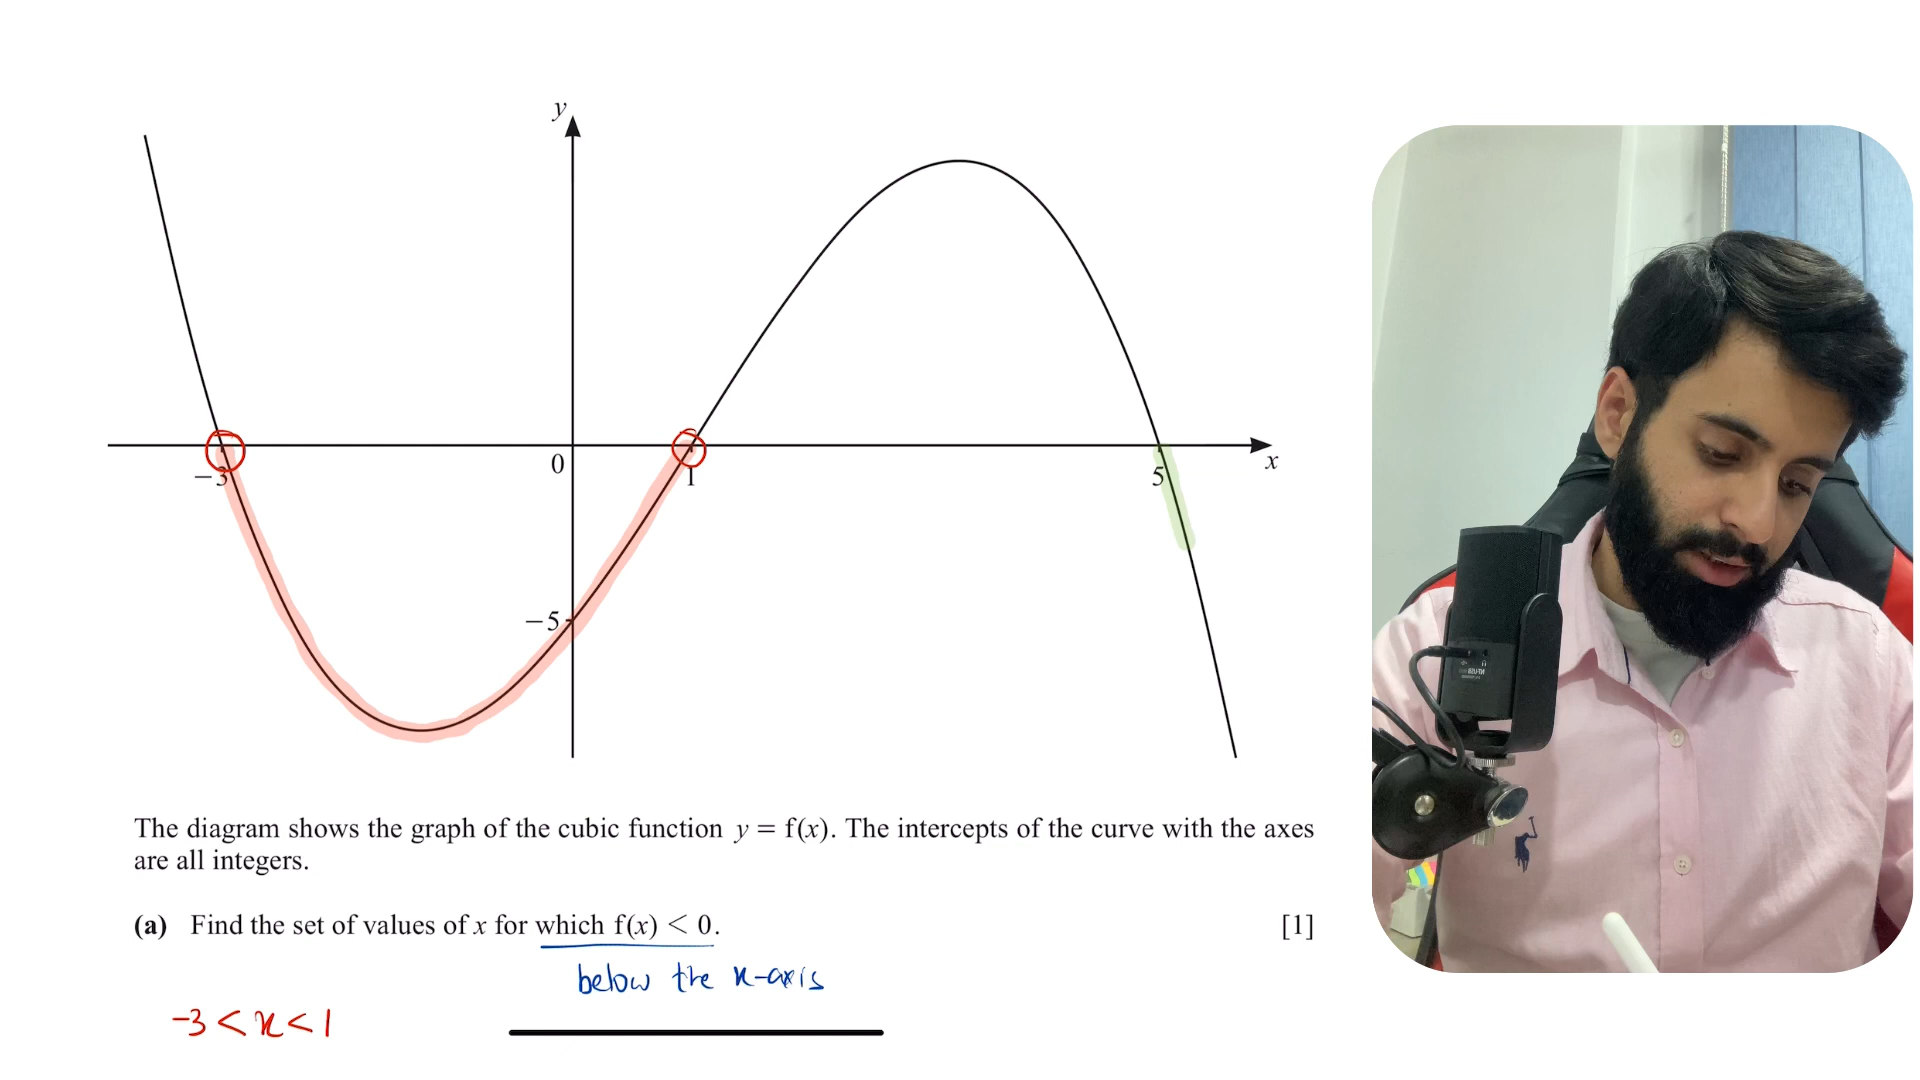 y
0
x
−3
1
5
−5
The diagram shows the graph of the cubic function y = f(x). The intercepts of the curve with the axes
are all integers.
(a) Find the set of values of x for which f(x) < 0. [1]
below the x-axis
-3 < x < 1